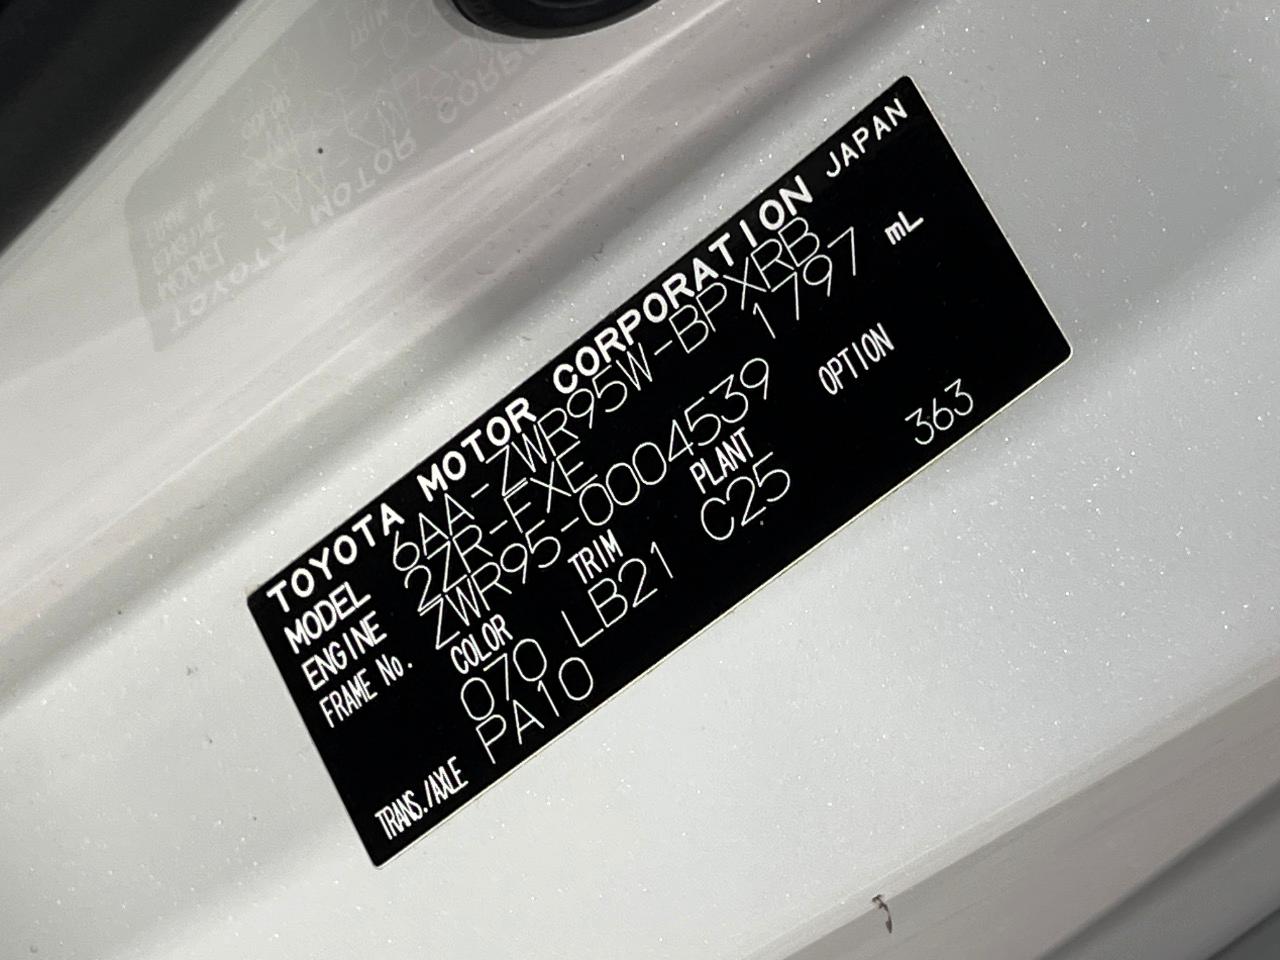 TOYOTA MOTOR CORPORATION JAPAN
MODEL 6AA-ZWR95W-BPXRB
ENGINE 2ZR-FXE 1797 mL
FRAME No. ZWR95-0004539
COLOR TRIM PLANT OPTION
070 LB21 C25 363
TRANS./AXLE PA10